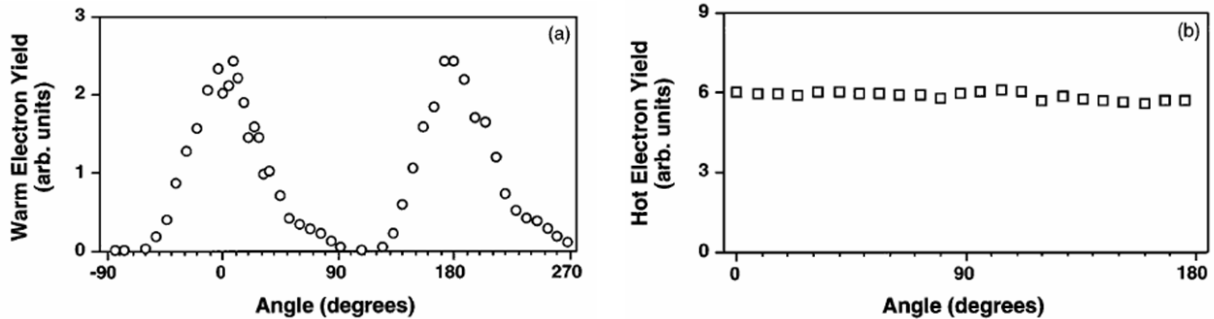 (a)
Warm Electron Yield
(arb. units)
3
2
1
0
-90
0
90
180
270
Angle (degrees)
(b)
Hot Electron Yield
(arb. units)
9
6
3
0
0
90
180
Angle (degrees)